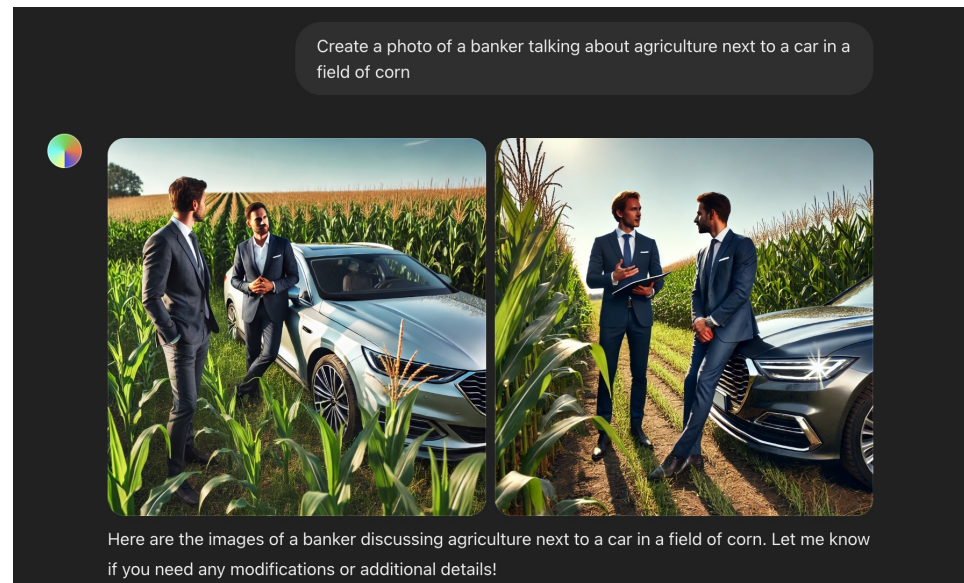 Create a photo of a banker talking about agriculture next to a car in a
field of corn
Here are the images of a banker discussing agriculture next to a car in a field of corn. Let me know
if you need any modifications or additional details!